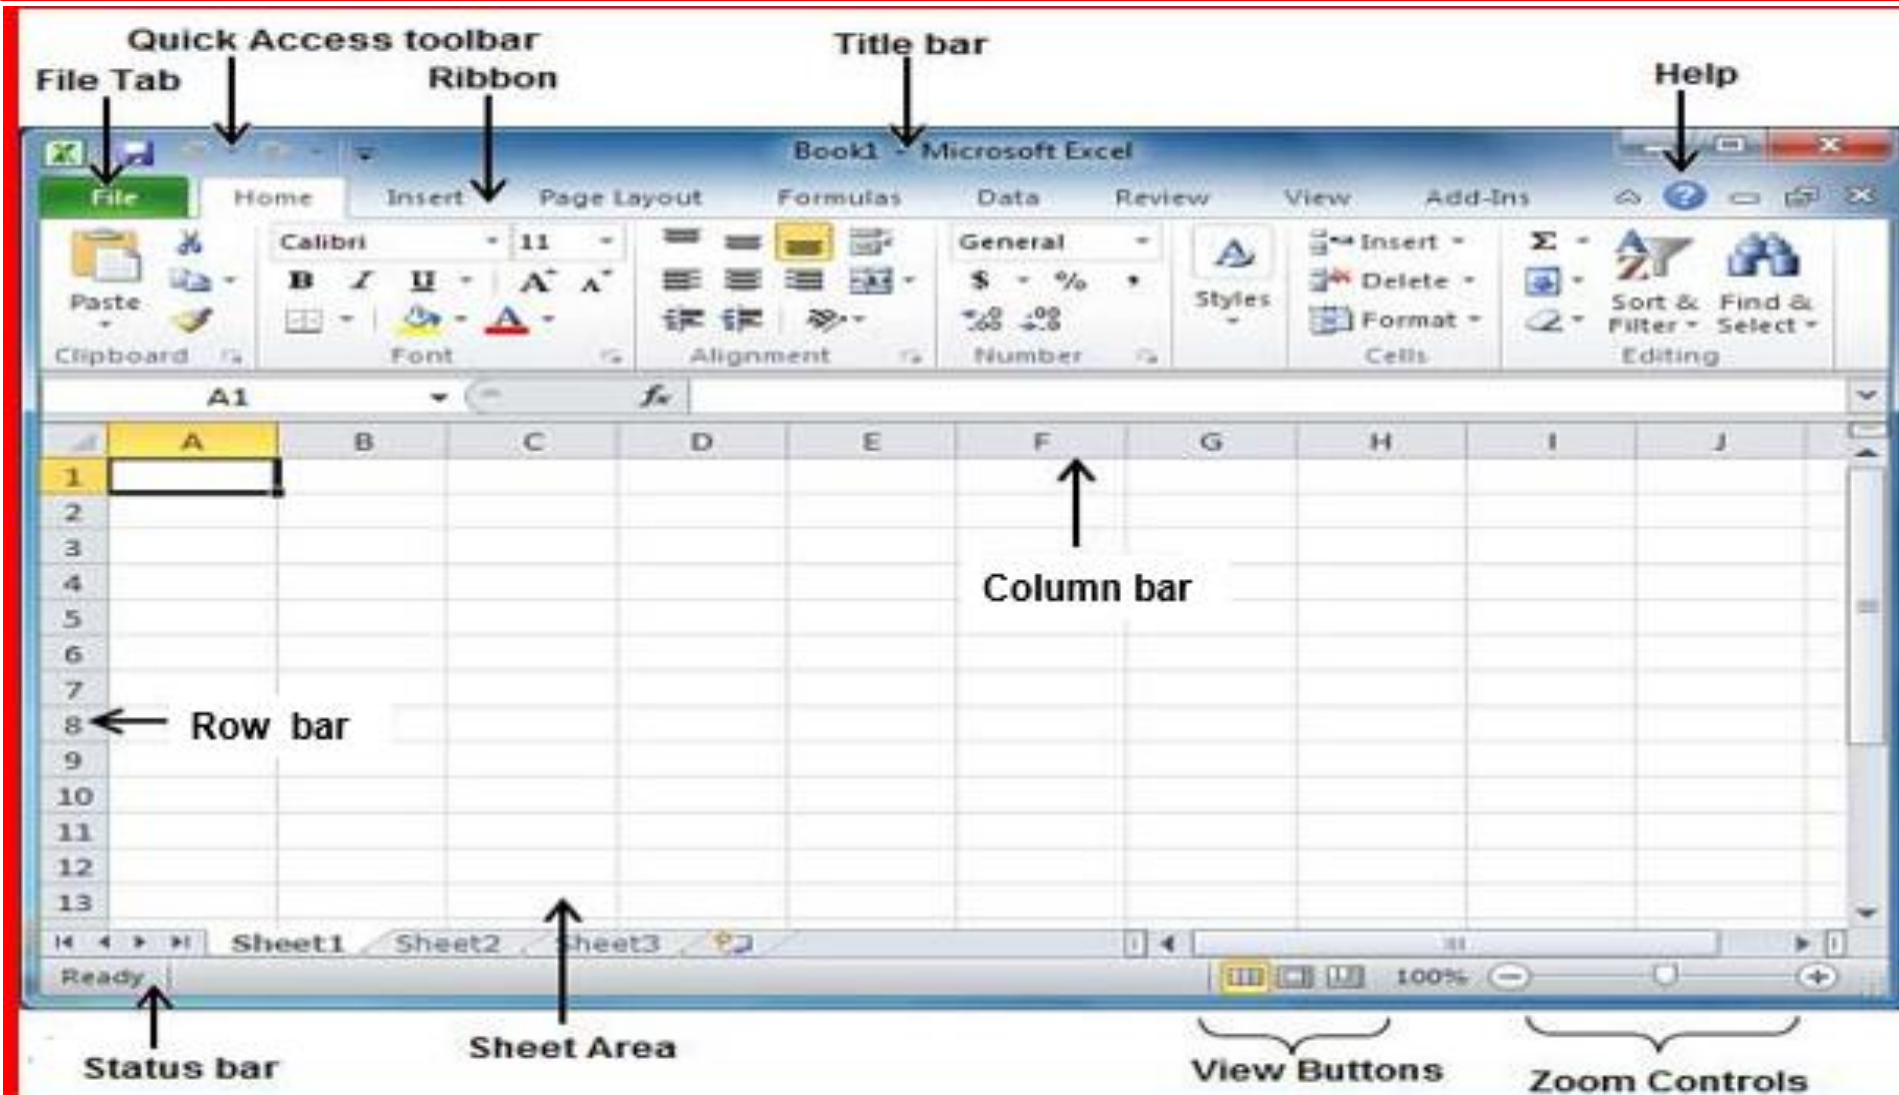 Quick Access toolbar
Title bar
File Tab
Ribbon
Help
Book1 - Microsoft Excel
File Home Insert Page Layout Formulas Data Review View Add-Ins
Calibri 11 General Insert
B I U A A $ % , Delete
Paste Styles Sort & Find &
A Format Filter Select
Clipboard Font Alignment Number Cells Editing
A1 fx
A B C D E F G H I J
1
2
3
4
Column bar
5
6
7
8 Row bar
9
10
11
12
13
Sheet1 Sheet2 Sheet3
Ready 100%
Sheet Area
Status bar
View Buttons
Zoom Controls